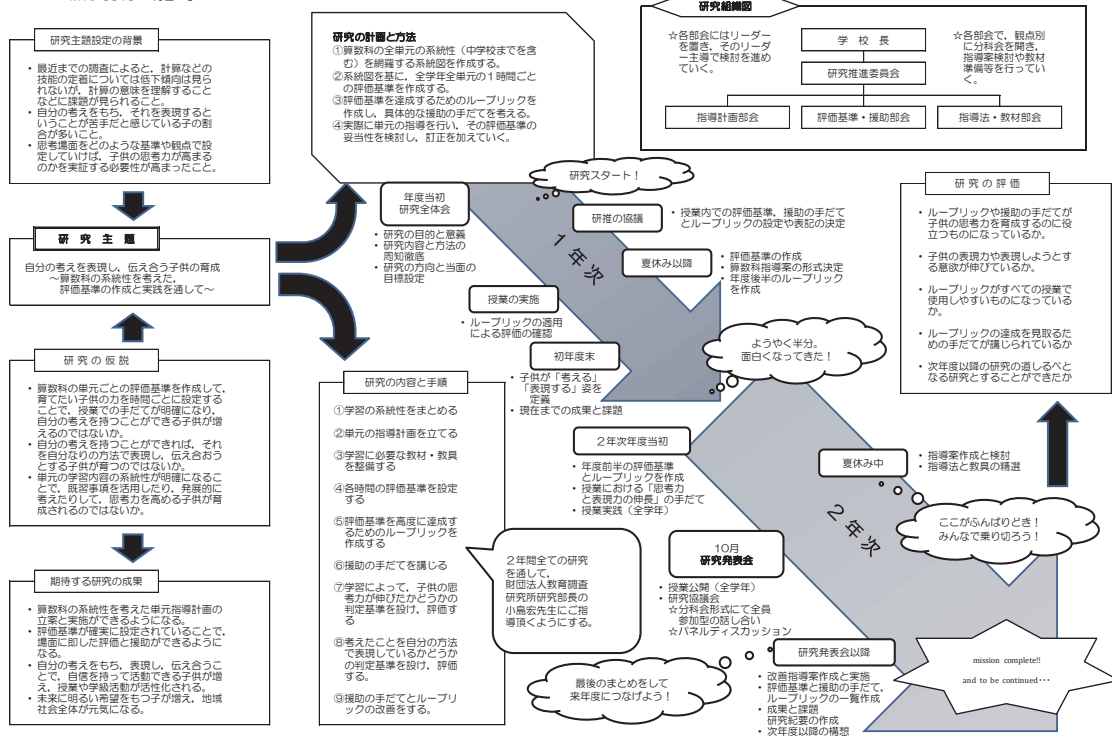 研究主題設定の背景
・ 最近までの調査によると，計算などの
技能の定着については低下傾向は見ら
れないが，計算の意味を理解すること
などに課題が見られること。
・ 自分の考えをもち，それを表現すると
いうことが苦手だと感じている子の割
合が多いこと。
・ 思考場面をどのような基準や観点で設
定していけば，子供の思考力が高まる
のかを実証する必要性が高まったこと。
研 究 主 題
自分の考えを表現し，伝え合う子供の育成
～算数科の系統性を考えた，
評価基準の作成と実践を通して～
研 究 の 仮 説
・ 算数科の単元ごとの評価基準を作成して，
育てたい子供の力を時間ごとに設定する
ことで，授業での手だてが明確になり，
自分の考えを持つことができる子供が増
えるのではないか。
・ 自分の考えを持つことができれば，それ
を自分なりの方法で表現し，伝え合おう
とする子供が育つのではないか。
・ 単元の学習内容の系統性が明確になるこ
とで，既習事項を活用したり，発展的に
考えたりして，思考力を高める子供が育
成されるのではないか。
期待する研究の成果
・ 算数科の系統性を考えた単元指導計画の
立案と実施ができるようになる。
・ 評価基準が確実に設定されていることで，
場面に即した評価と援助ができるように
なる。
・ 自分の考えをもち，表現し，伝え合うこ
とで，自信を持って活動できる子供が増
え，授業や学級活動が活性化される。
・ 未来に明るい希望をもつ子が増え，地域
社会全体が元気になる。
研究の計画と方法
①算数科の全単元の系統性（中学校までを含
む）を網羅する系統図を作成する。
②系統図を基に，全学年全単元の１時間ごと
の評価基準を作成する。
③評価基準を達成するためのルーブリックを
作成し，具体的な援助の手だてを考える。
④実際に単元の指導を行い，その評価基準の
妥当性を検討し，訂正を加えていく。
研究組織図
☆各部会にはリーダー
を置き，そのリーダ
ー主導で検討を進め
ていく。
学 校 長
研究推進委員会
指導計画部会
評価基準・援助部会
指導法・教材部会
☆各部会で，観点別
に分科会を開き，
指導案検討や教材
準備等を行ってい
く。
研究スタート！
１年次
年度当初
研究全体会
・ 研究の目的と意義
・ 研究内容と方法の
周知徹底
・ 研究の方向と当面の
目標設定
研推の協議
・ 授業内での評価基準，援助の手だて
とルーブリックの設定や表記の決定
夏休み以降
・ 評価基準の作成
・ 算数科指導案の形式決定
・ 年度後半のルーブリック
を作成
授業の実施
・ ルーブリックの適用
による評価の確認
初年度末
・ 子供が「考える」
「表現する」姿を
定義
・ 現在までの成果と課題
ようやく半分。
面白くなってきた！
研究の内容と手順
①学習の系統性をまとめる
②単元の指導計画を立てる
③学習に必要な教材・教具
を整備する
④各時間の評価基準を設定
する
⑤評価基準を高度に達成す
るためのルーブリックを
作成する
⑥援助の手だてを講じる
⑦学習によって，子供の思
考力が伸びたかどうかの
判定基準を設け，評価す
る
⑧考えたことを自分の方法
で表現しているかどうか
の判定基準を設け，評価
する。
⑨援助の手だてとルーブリ
ックの改善をする。
２年間全ての研究
を通して，
財団法人教育調査
研究所研究部長の
小島宏先生にご指
導頂くようにする。
２年次
２年次年度当初
・ 年度前半の評価基準
とルーブリックを作成
・ 授業における「思考力
と表現力の伸長」の手だて
・ 授業実践（全学年）
夏休み中
・ 指導案作成と検討
・ 指導法と教具の精選
ここがふんばりどき！
みんなで乗り切ろう！
10月
研究発表会
・ 授業公開（全学年）
・ 研究協議会
☆分科会形式にて全員
参加型の話し合い
☆パネルディスカッション
研究発表会以降
・ 改善指導案作成と実施
・ 評価基準と援助の手だて，
ルーブリックの一覧作成
・ 成果と課題
研究紀要の作成
・ 次年度以降の構想
最後のまとめをして
来年度につなげよう！
mission complete!!
and to be continued･･･
研 究 の 評 価
・ ルーブリックや援助の手だてが
子供の思考力を育成するのに役
立つものになっているか。
・ 子供の表現力や表現しようとす
る意欲が伸びているか。
・ ルーブリックがすべての授業で
使用しやすいものになっている
か。
・ ルーブリックの達成を見取るた
めの手だてが講じられているか
・ 次年度以降の研究の道しるべと
なる研究とすることができたか